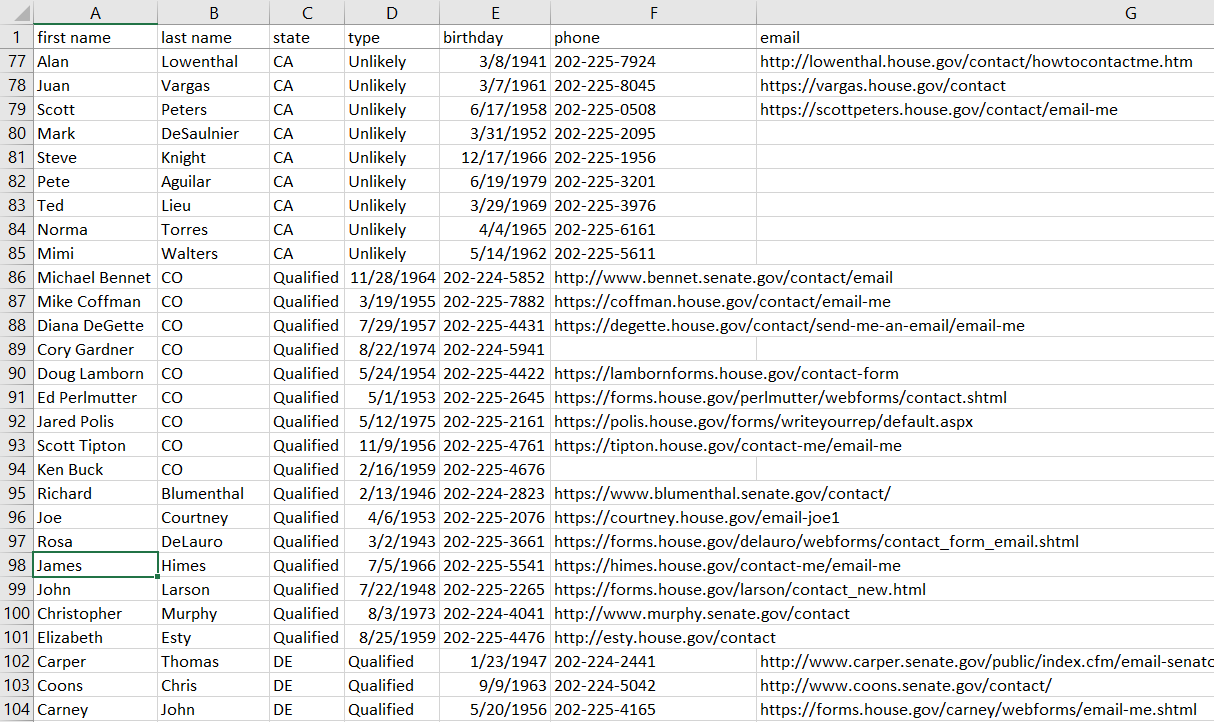 A B C D E F G
1 first name last name state type birthday phone email
77 Alan Lowenthal CA Unlikely 3/8/1941 202-225-7924 http://lowenthal.house.gov/contact/howtocontactme.htm
78 Juan Vargas CA Unlikely 3/7/1961 202-225-8045 https://vargas.house.gov/contact
79 Scott Peters CA Unlikely 6/17/1958 202-225-0508 https://scottpeters.house.gov/contact/email-me
80 Mark DeSaulnier CA Unlikely 3/31/1952 202-225-2095
81 Steve Knight CA Unlikely 12/17/1966 202-225-1956
82 Pete Aguilar CA Unlikely 6/19/1979 202-225-3201
83 Ted Lieu CA Unlikely 3/29/1969 202-225-3976
84 Norma Torres CA Unlikely 4/4/1965 202-225-6161
85 Mimi Walters CA Unlikely 5/14/1962 202-225-5611
86 Michael Bennet CO Qualified 11/28/1964 202-224-5852 http://www.bennet.senate.gov/contact/email
87 Mike Coffman CO Qualified 3/19/1955 202-225-7882 https://coffman.house.gov/contact/email-me
88 Diana DeGette CO Qualified 7/29/1957 202-225-4431 https://degette.house.gov/contact/send-me-an-email/email-me
89 Cory Gardner CO Qualified 8/22/1974 202-224-5941
90 Doug Lamborn CO Qualified 5/24/1954 202-225-4422 https://lambornforms.house.gov/contact-form
91 Ed Perlmutter CO Qualified 5/1/1953 202-225-2645 https://forms.house.gov/perlmutter/webforms/contact.shtml
92 Jared Polis CO Qualified 5/12/1975 202-225-2161 https://polis.house.gov/forms/writeyourrep/default.aspx
93 Scott Tipton CO Qualified 11/9/1956 202-225-4761 https://tipton.house.gov/contact-me/email-me
94 Ken Buck CO Qualified 2/16/1959 202-225-4676
95 Richard Blumenthal Qualified 2/13/1946 202-224-2823 https://www.blumenthal.senate.gov/contact/
96 Joe Courtney Qualified 4/6/1953 202-225-2076 https://courtney.house.gov/email-joe1
97 Rosa DeLauro Qualified 3/2/1943 202-225-3661 https://forms.house.gov/delauro/webforms/contact_form_email.shtml
98 James Himes Qualified 7/5/1966 202-225-5541 https://himes.house.gov/contact-me/email-me
99 John Larson Qualified 7/22/1948 202-225-2265 https://forms.house.gov/larson/contact_new.html
100 Christopher Murphy Qualified 8/3/1973 202-224-4041 http://www.murphy.senate.gov/contact
101 Elizabeth Esty Qualified 8/25/1959 202-225-4476 http://esty.house.gov/contact
102 Carper Thomas DE Qualified 1/23/1947 202-224-2441 http://www.carper.senate.gov/public/index.cfm/email-senato
103 Coons Chris DE Qualified 9/9/1963 202-224-5042 http://www.coons.senate.gov/contact/
104 Carney John DE Qualified 5/20/1956 202-225-4165 https://forms.house.gov/carney/webforms/email-me.shtml